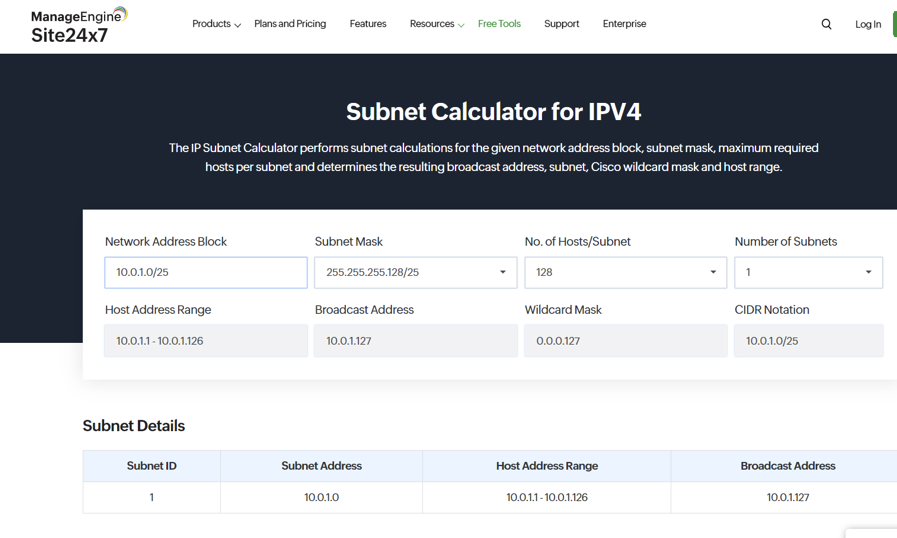 ManageEngine
Site24x7
Products Plans and Pricing Features Resources Free Tools Support Enterprise Log In
Subnet Calculator for IPV4
The IP Subnet Calculator performs subnet calculations for the given network address block, subnet mask, maximum required
hosts per subnet and determines the resulting broadcast address, subnet, Cisco wildcard mask and host range.
Network Address Block Subnet Mask No. of Hosts/Subnet Number of Subnets
10.0.1.0/25 255.255.255.128/25 128 1
Host Address Range Broadcast Address Wildcard Mask CIDR Notation
10.0.1.1 - 10.0.1.126 10.0.1.127 0.0.0.127 10.0.1.0/25
Subnet Details
Subnet ID Subnet Address Host Address Range Broadcast Address
1 10.0.1.0 10.0.1.1 - 10.0.1.126 10.0.1.127